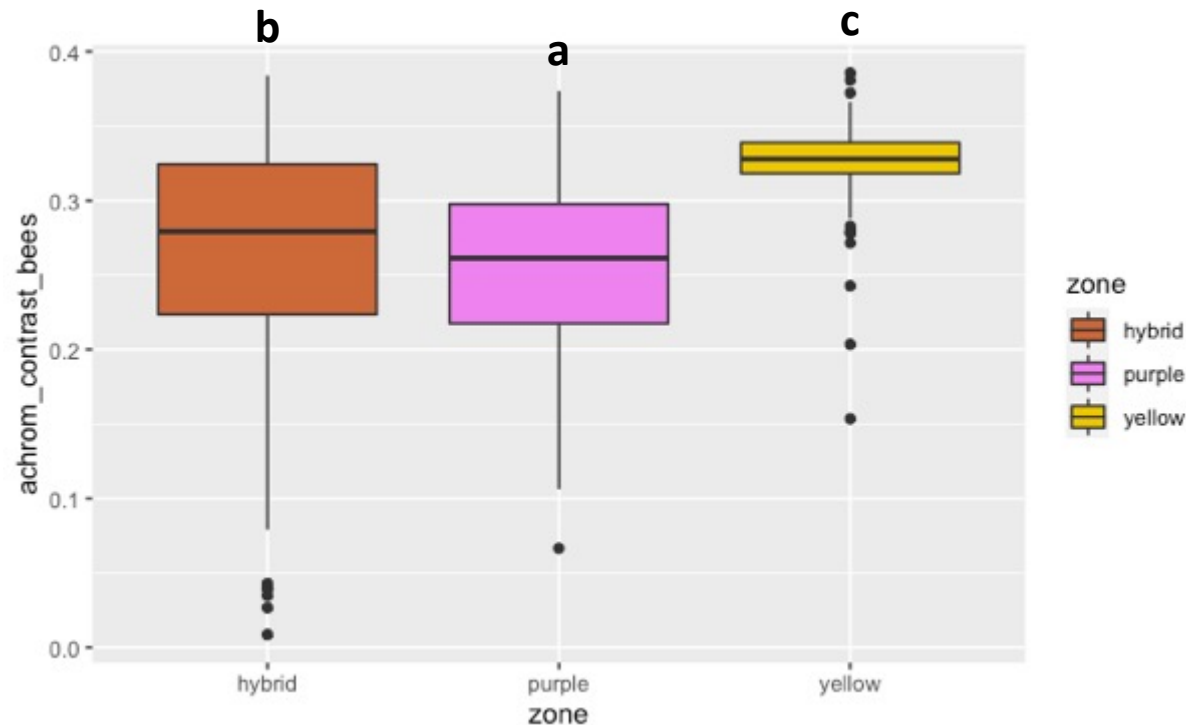 b
a
c
0.4
0.3
0.2
0.1
0.0
achrom_contrast_bees
hybrid
purple
yellow
zone
zone
hybrid
purple
yellow